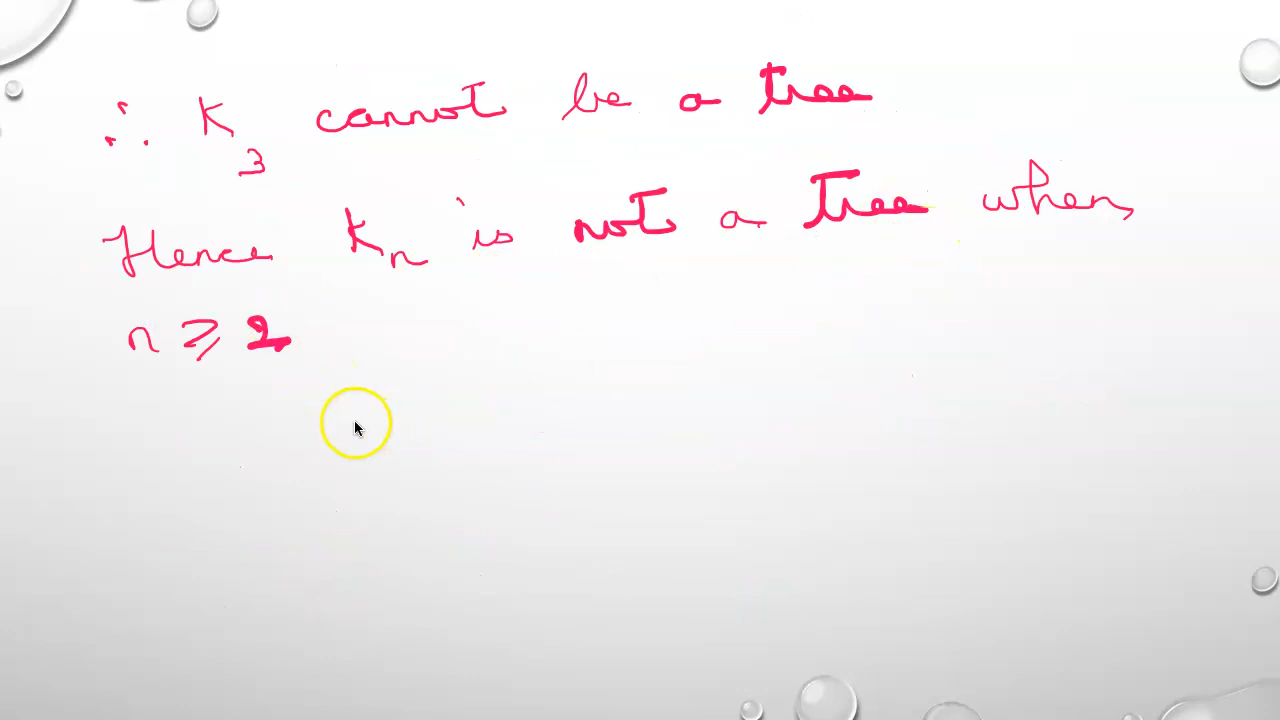 ∴ K₃ cannot be a tree
Hence Kₙ is not a tree when,
n ≥ 2